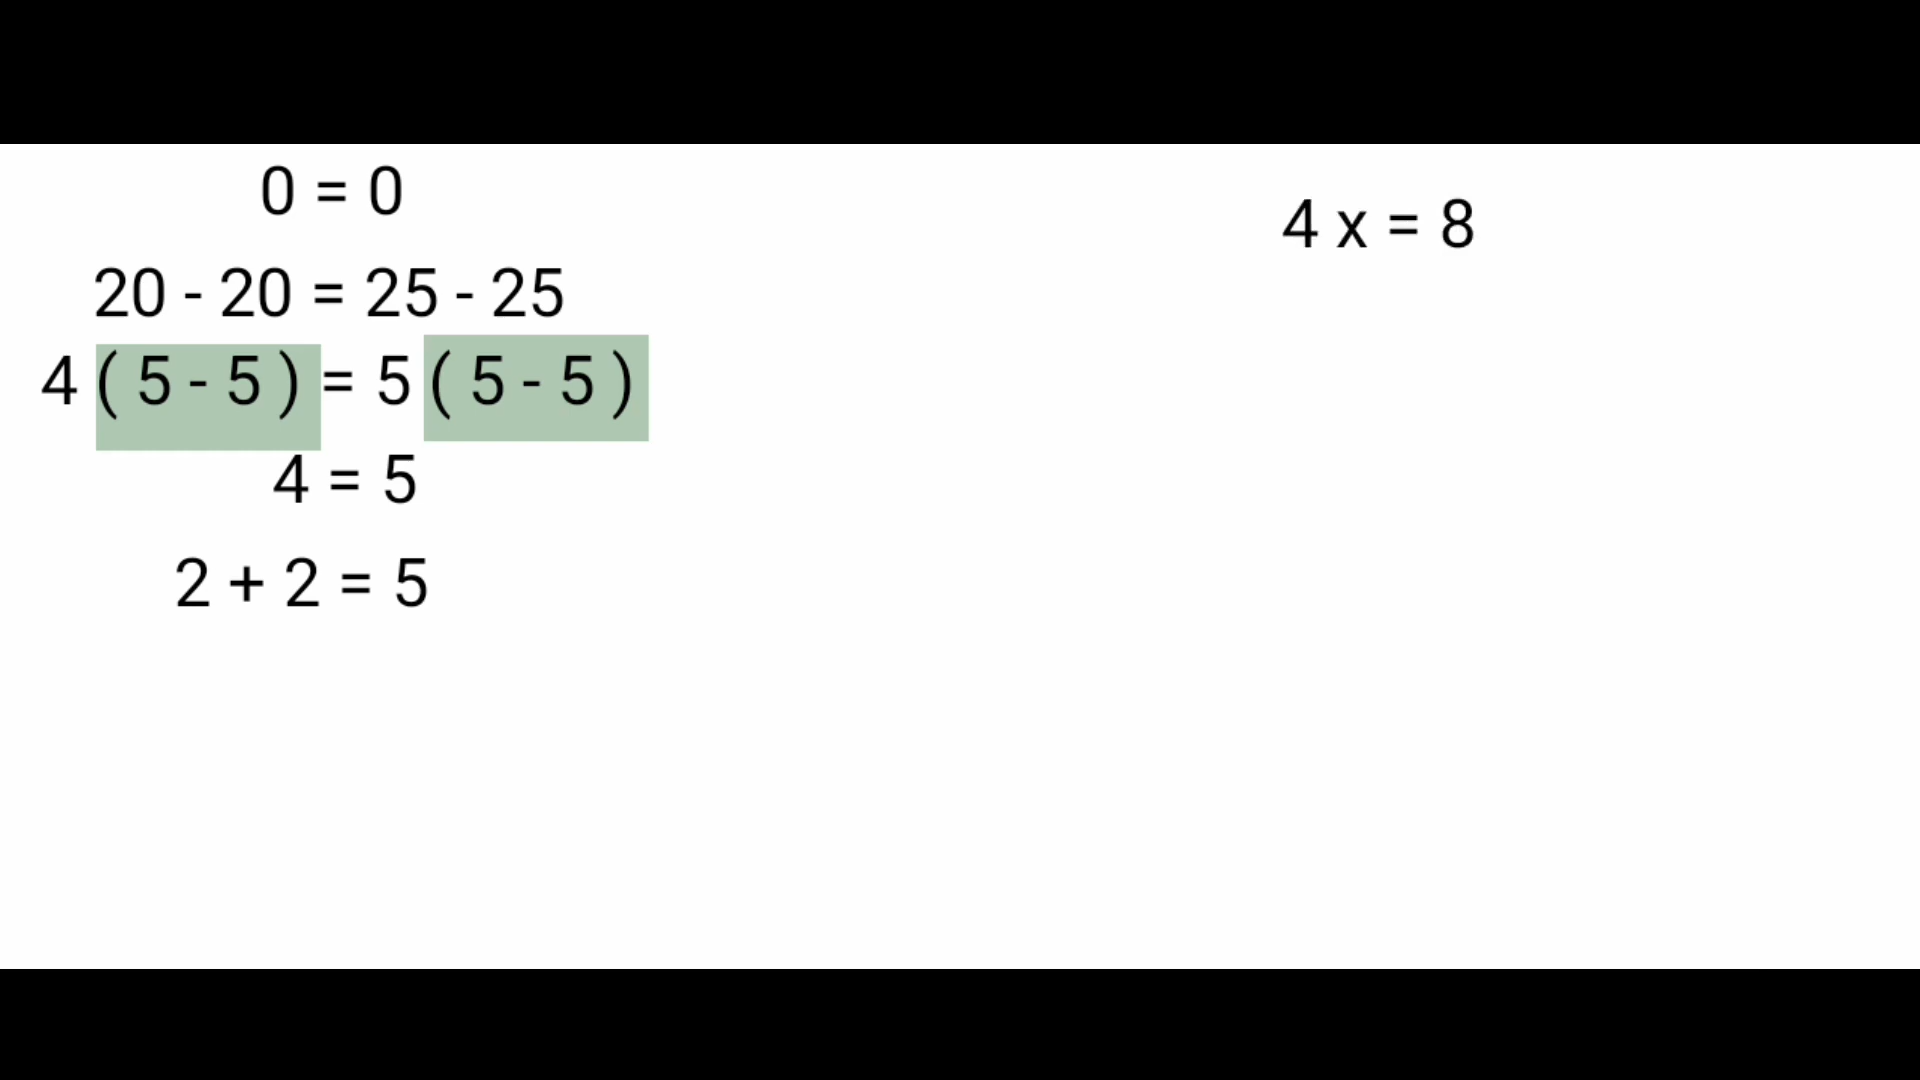 0 = 0
20 - 20 = 25 - 25
4 ( 5 - 5 ) = 5 ( 5 - 5 )
4 = 5
2 + 2 = 5
4 x = 8